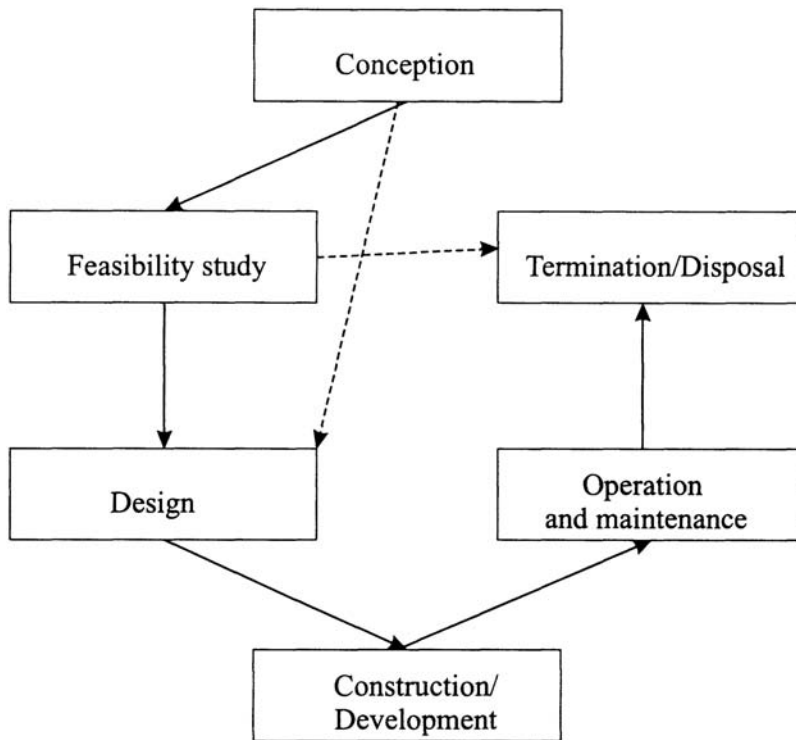 Conception
Feasibility study
Termination/Disposal
Design
Operation
and maintenance
Construction/
Development